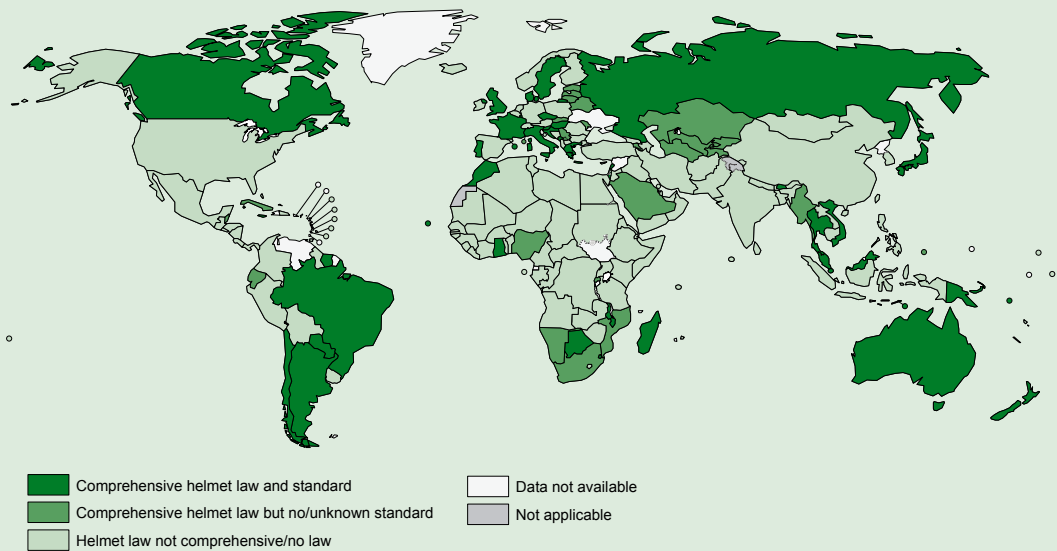 Comprehensive helmet law and standard
Comprehensive helmet law but no/unknown standard
Helmet law not comprehensive/no law
Data not available
Not applicable